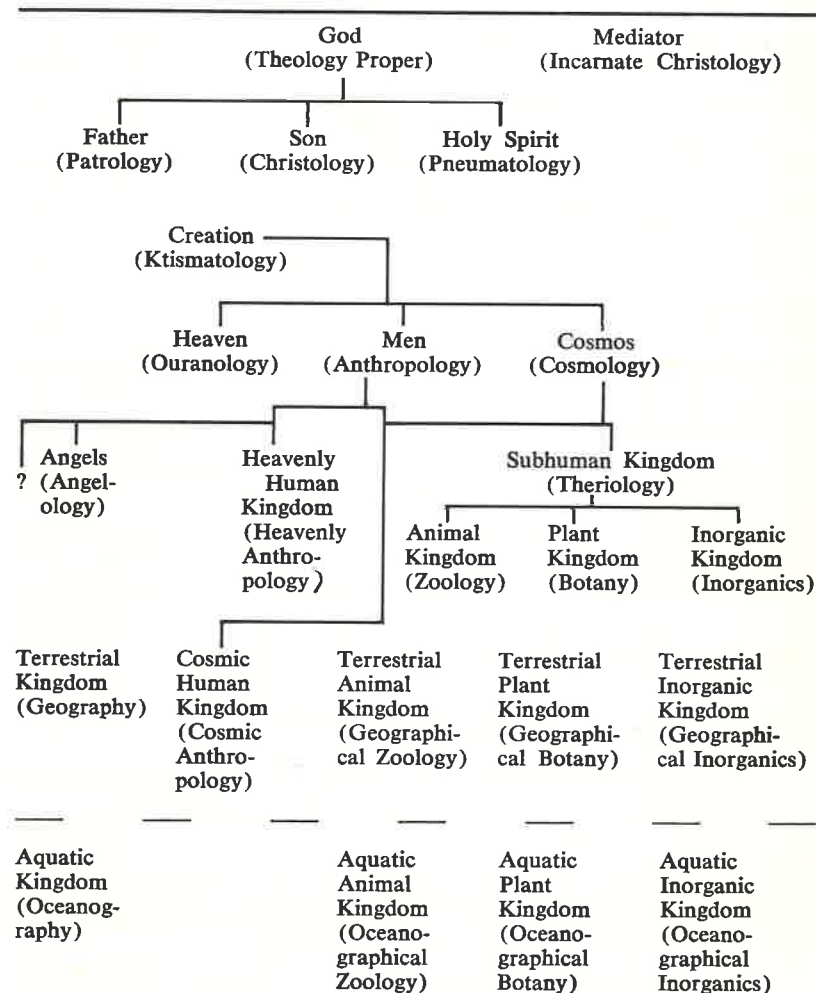 God
(Theology Proper)
Mediator
(Incarnate Christology)
Father
(Patrology)
Son
(Christology)
Holy Spirit
(Pneumatology)
Creation
(Ktismatology)
Heaven
(Ouranology)
Men
(Anthropology)
Cosmos
(Cosmology)
?
Angels
(Angel-
ology)
Heavenly
Human
Kingdom
(Heavenly
Anthro-
pology)
Subhuman Kingdom
(Theriology)
Animal
Kingdom
(Zoology)
Plant
Kingdom
(Botany)
Inorganic
Kingdom
(Inorganics)
Terrestrial
Kingdom
(Geography)
Cosmic
Human
Kingdom
(Cosmic
Anthro-
pology)
Terrestrial
Animal
Kingdom
(Geographi-
cal Zoology)
Terrestrial
Plant
Kingdom
(Geographi-
cal Botany)
Terrestrial
Inorganic
Kingdom
(Geographi-
cal Inorganics)
Aquatic
Kingdom
(Oceanog-
raphy)
Aquatic
Animal
Kingdom
(Oceano-
graphical
Zoology)
Aquatic
Plant
Kingdom
(Oceano-
graphical
Botany)
Aquatic
Inorganic
Kingdom
(Oceano-
graphical
Inorganics)